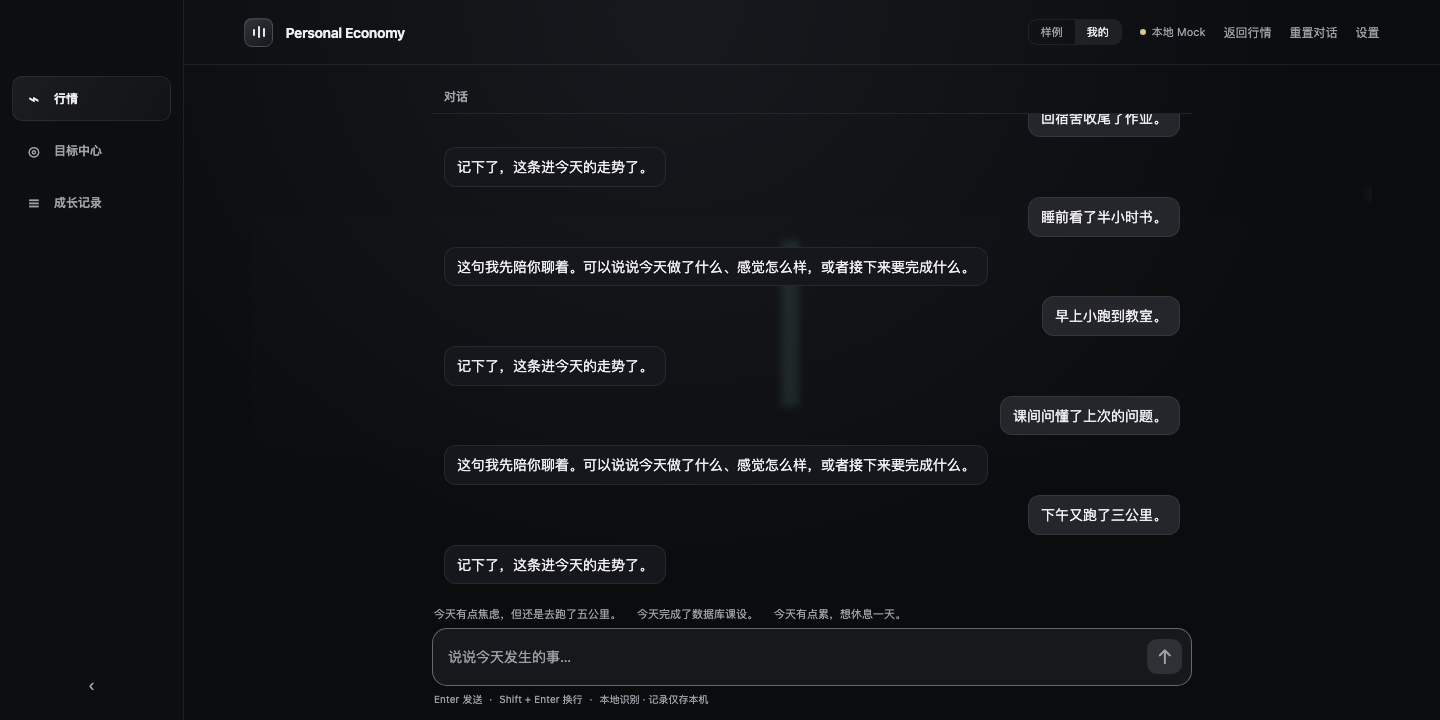 Personal Economy
样例
我的
本地 Mock
返回行情
重置对话
设置
行情
目标中心
成长记录
对话
回宿舍收尾了作业。
记下了，这条进今天的走势了。
睡前看了半小时书。
这句我先陪你聊着。可以说说今天做了什么、感觉怎么样，或者接下来要完成什么。
早上小跑到教室。
记下了，这条进今天的走势了。
课间问懂了上次的问题。
这句我先陪你聊着。可以说说今天做了什么、感觉怎么样，或者接下来要完成什么。
下午又跑了三公里。
记下了，这条进今天的走势了。
今天有点焦虑，但还是去跑了五公里。
今天完成了数据库课设。
今天有点累，想休息一天。
说说今天发生的事...
Enter 发送 · Shift + Enter 换行 · 本地识别 · 记录仅存本机